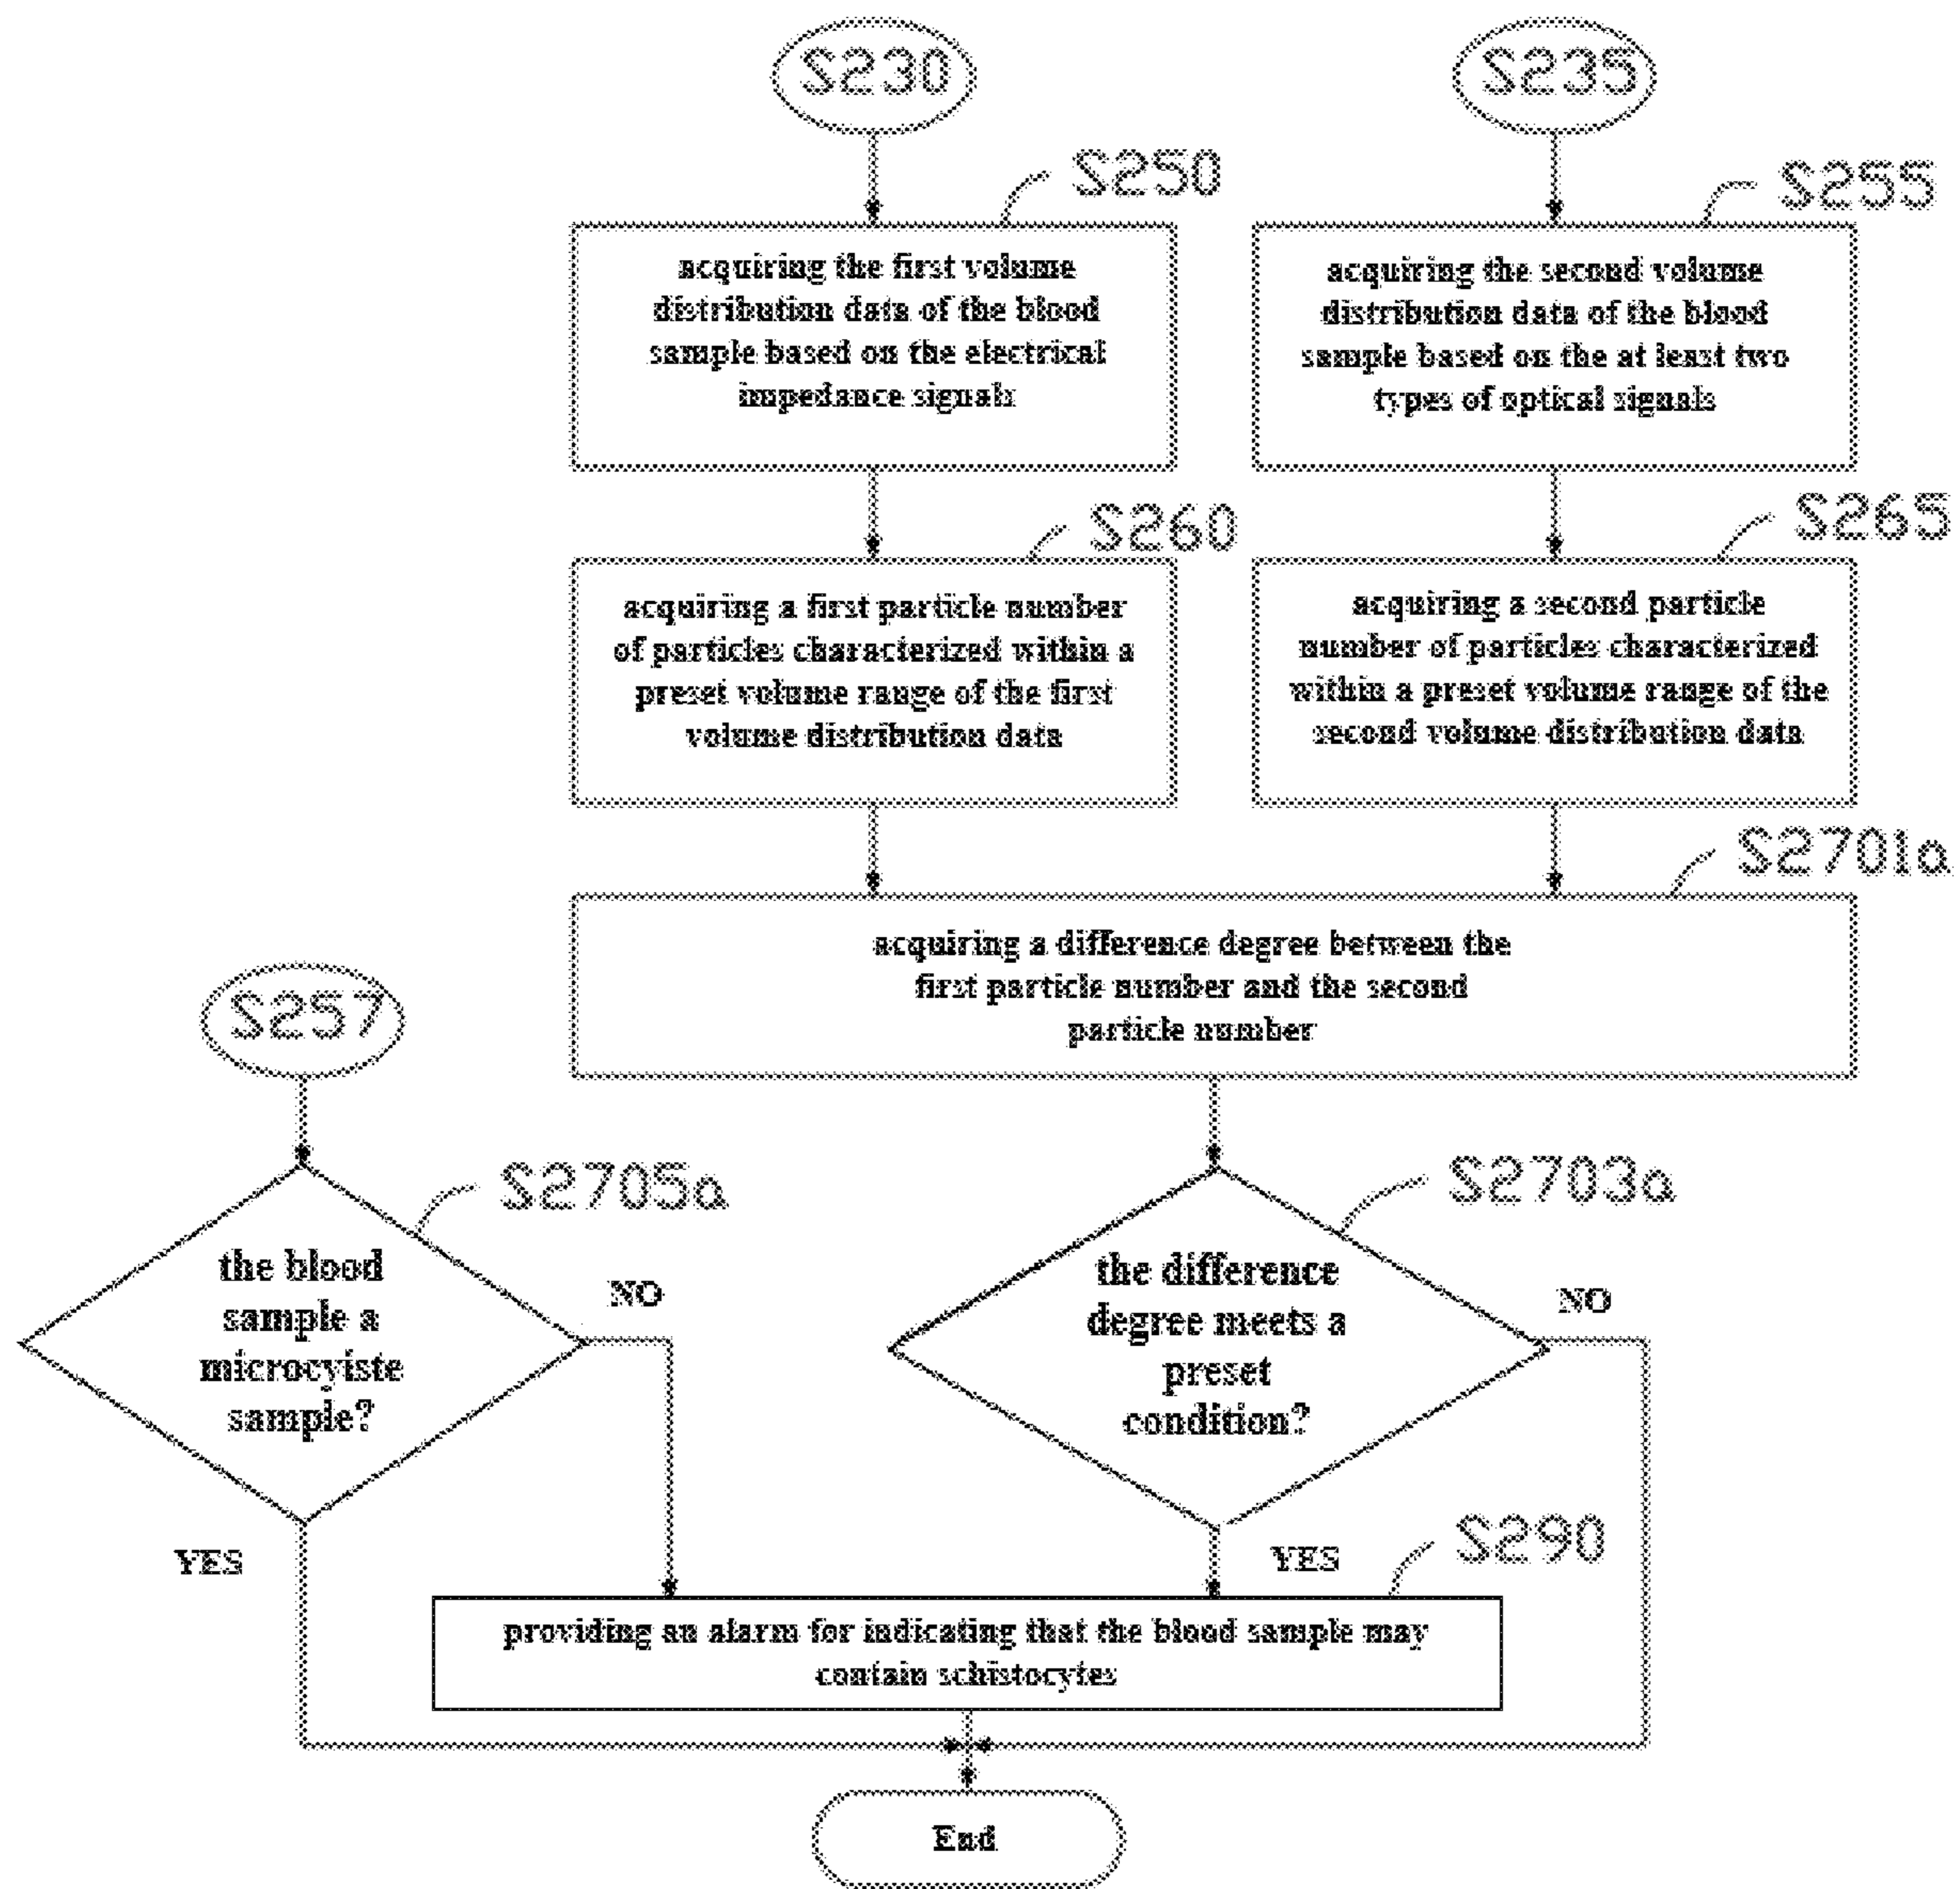 S230
S235
S250
S255
acquiring the first volume
distribution data of the blood
sample based on the electrical
impedance signals
acquiring the second volume
distribution data of the blood
sample based on the at least two
types of optical signals
S260
S265
acquiring a first particle number
of particles characterized within a
preset volume range of the first
volume distribution data
acquiring a second particle
number of particles characterized
within a preset volume range of the
second volume distribution data
S2701a
acquiring a difference degree between the
first particle number and the second
particle number
S257
S2705a
S2703a
the blood
sample a
microcyiste
sample?
NO
the difference
degree meets a
preset
condition?
NO
YES
YES
S290
providing an alarm for indicating that the blood sample may
contain schistocytes
End